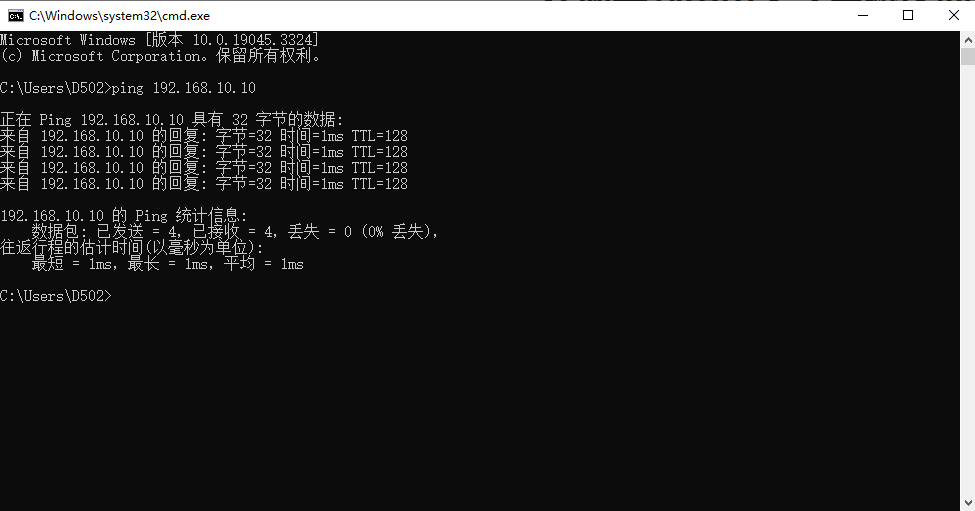 C:\Windows\system32\cmd.exe
Microsoft Windows [版本 10.0.19045.3324]
(c) Microsoft Corporation。保留所有权利。
C:\Users\D502>ping 192.168.10.10
正在 Ping 192.168.10.10 具有 32 字节的数据:
来自 192.168.10.10 的回复: 字节=32 时间=1ms TTL=128
来自 192.168.10.10 的回复: 字节=32 时间=1ms TTL=128
来自 192.168.10.10 的回复: 字节=32 时间=1ms TTL=128
来自 192.168.10.10 的回复: 字节=32 时间=1ms TTL=128
192.168.10.10 的 Ping 统计信息:
数据包: 已发送 = 4，已接收 = 4，丢失 = 0 (0% 丢失)，
往返行程的估计时间(以毫秒为单位):
最短 = 1ms，最长 = 1ms，平均 = 1ms
C:\Users\D502>